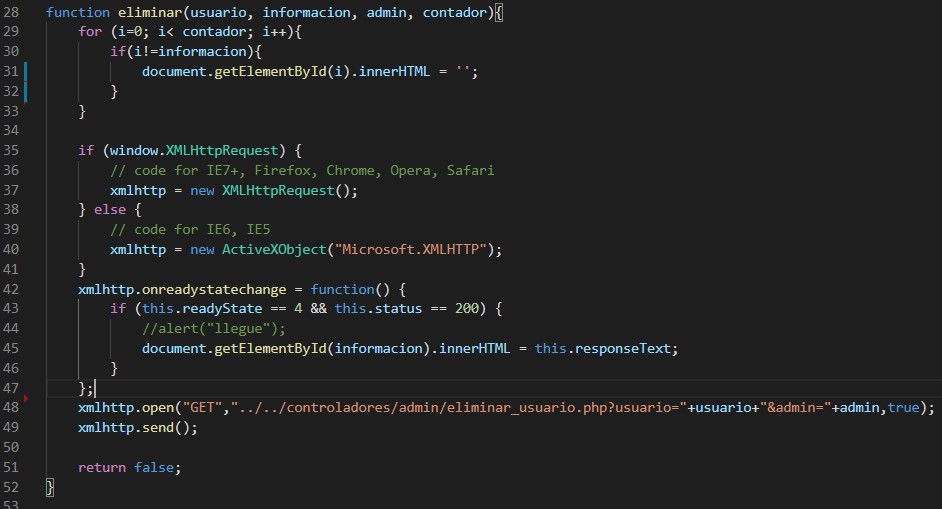 28 function eliminar(usuario, informacion, admin, contador){
29     for (i=0; i< contador; i++){
30         if(i!=informacion){
31             document.getElementById(i).innerHTML = '';
32         }
33     }
34
35     if (window.XMLHttpRequest) {
36         // code for IE7+, Firefox, Chrome, Opera, Safari
37         xmlhttp = new XMLHttpRequest();
38     } else {
39         // code for IE6, IE5
40         xmlhttp = new ActiveXObject("Microsoft.XMLHTTP");
41     }
42     xmlhttp.onreadystatechange = function() {
43         if (this.readyState == 4 && this.status == 200) {
44             //alert("llegue");
45             document.getElementById(informacion).innerHTML = this.responseText;
46         }
47     };
48     xmlhttp.open("GET","../../controladores/admin/eliminar_usuario.php?usuario="+usuario+"&admin="+admin,true);
49     xmlhttp.send();
50
51     return false;
52 }
53